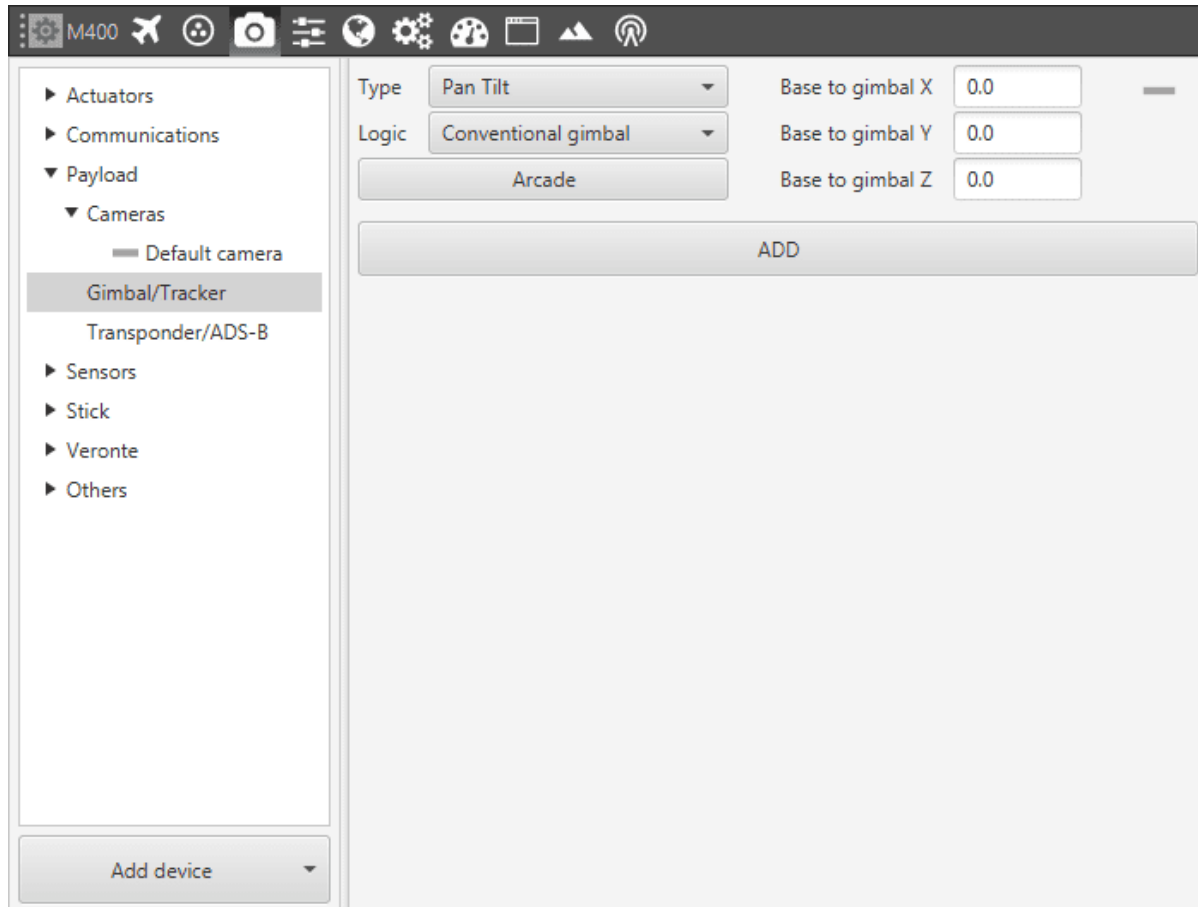 M400
Actuators
Communications
Payload
Cameras
Default camera
Gimbal/Tracker
Transponder/ADS-B
Sensors
Stick
Veronte
Others
Add device
Type Pan Tilt Base to gimbal X 0.0
Logic Conventional gimbal Base to gimbal Y 0.0
Arcade Base to gimbal Z 0.0
ADD